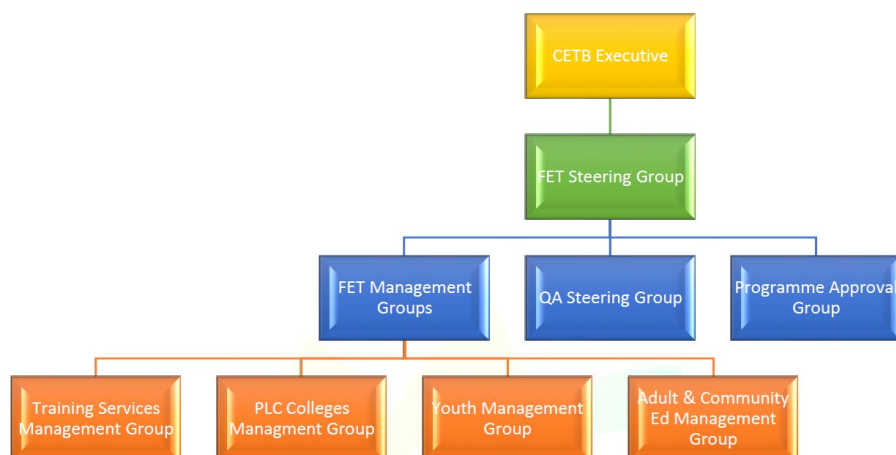 CETB Executive
FET Steering Group
FET Management
Groups
QA Steering Group
Programme Approval
Group
Training Services
Management Group
PLC Colleges
Managment Group
Youth Management
Group
Adult & Community
Ed Management
Group